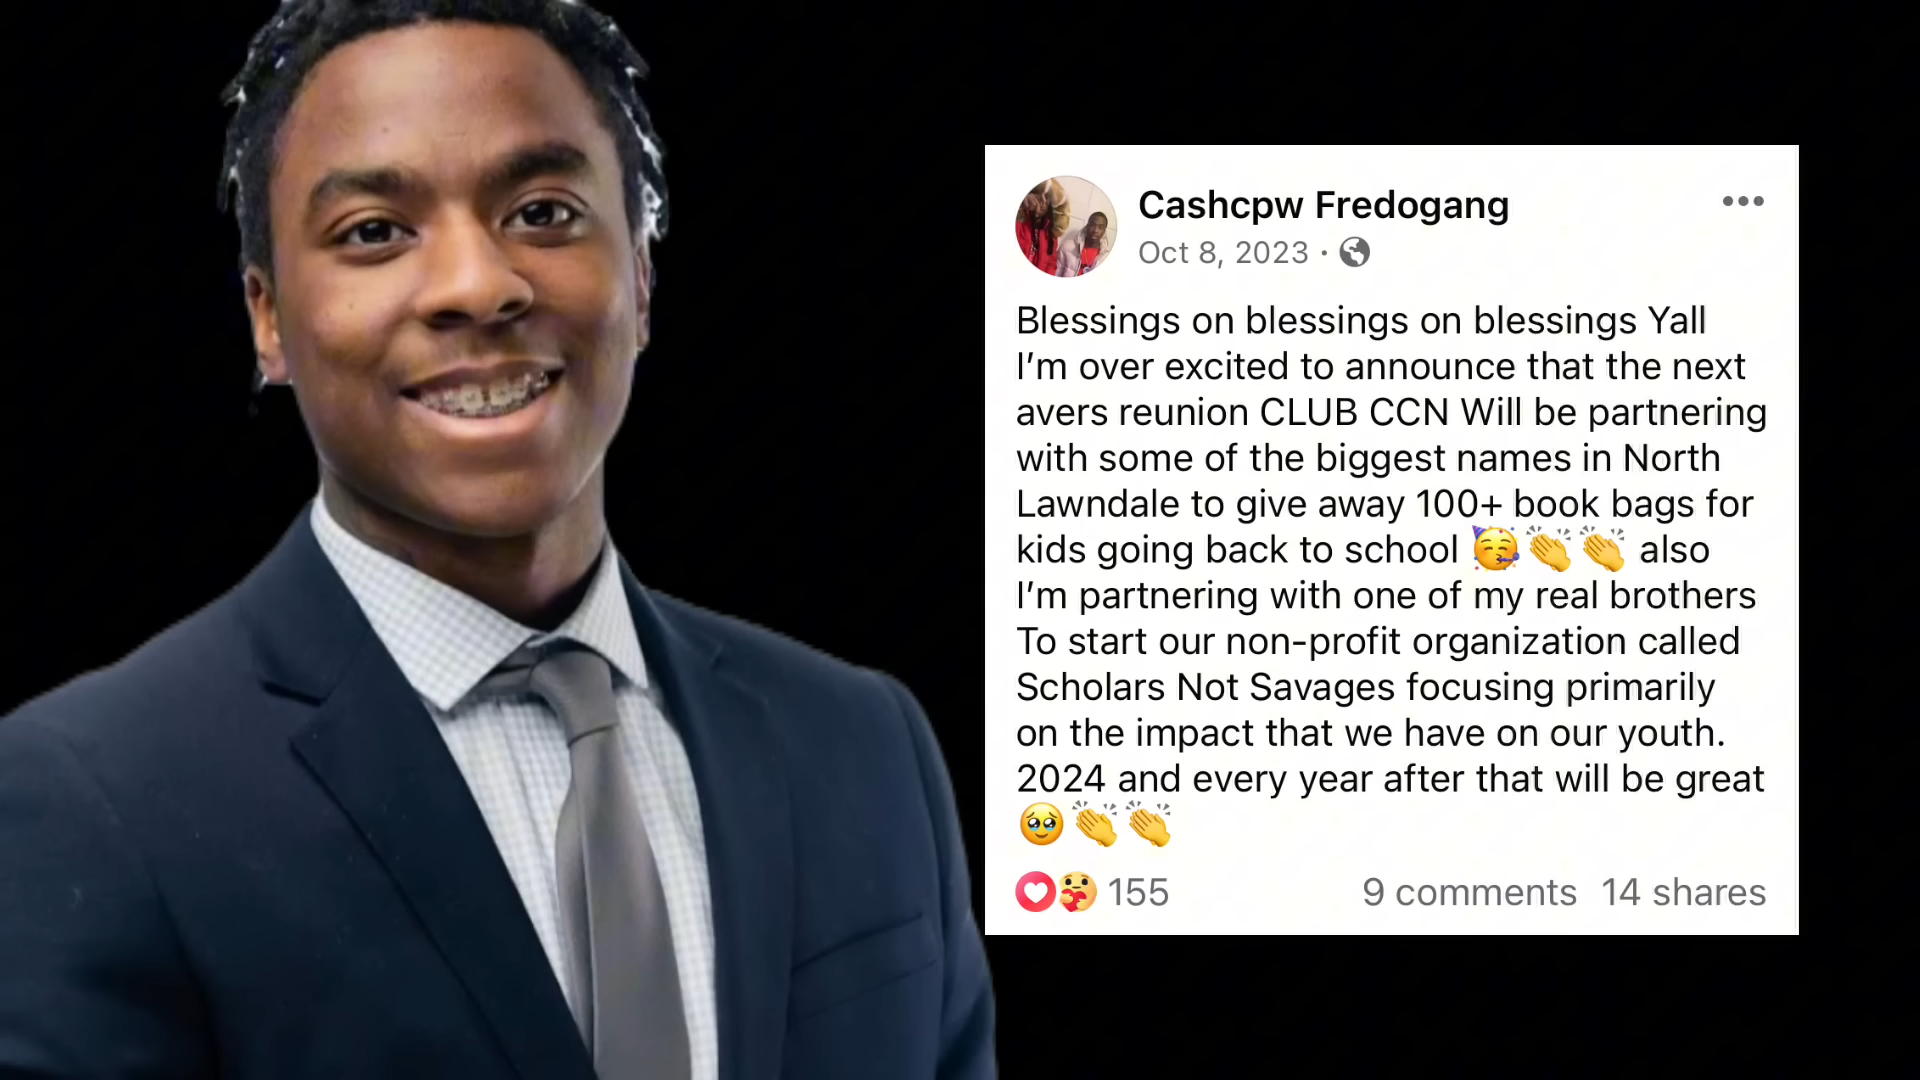 Cashcpw Fredogang
Oct 8, 2023 ·
Blessings on blessings on blessings Yall
I’m over excited to announce that the next
avers reunion CLUB CCN Will be partnering
with some of the biggest names in North
Lawndale to give away 100+ book bags for
kids going back to school 🥳👏👏 also
I’m partnering with one of my real brothers
To start our non-profit organization called
Scholars Not Savages focusing primarily
on the impact that we have on our youth.
2024 and every year after that will be great
🥹👏👏
155
9 comments 14 shares